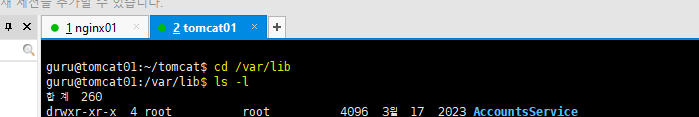 새 세션을 추가할 수 있습니다.
1 nginx01
2 tomcat01
guru@tomcat01:~/tomcat$ cd /var/lib
guru@tomcat01:/var/lib$ ls -l
합계 260
drwxr-xr-x 4 root root 4096 3월 17 2023 AccountsService